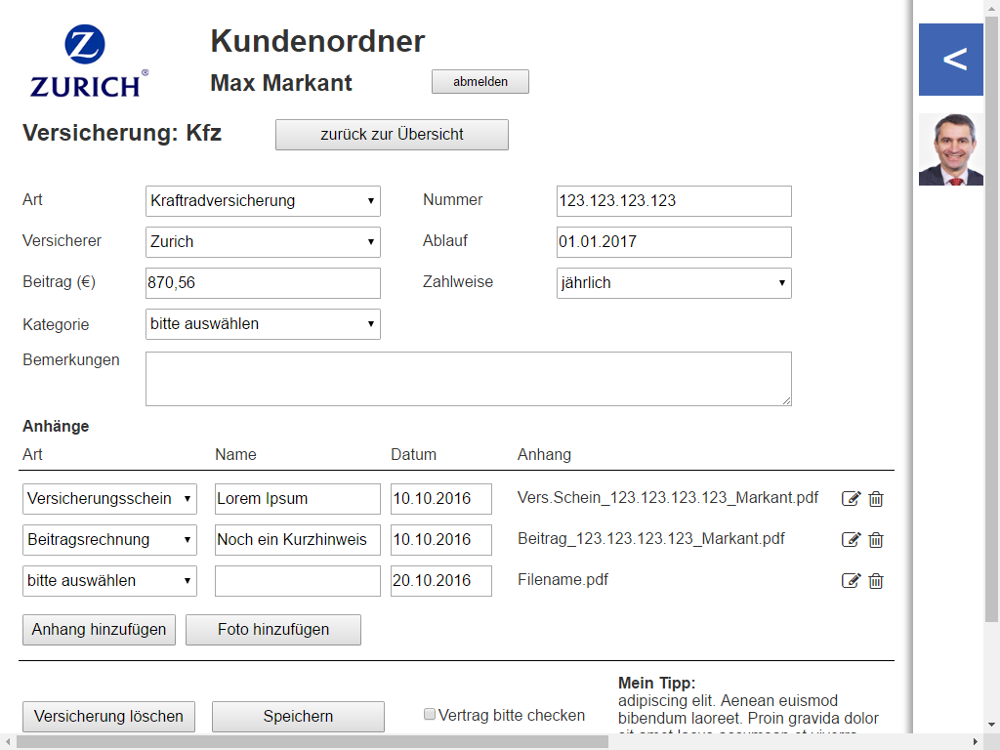 Z
ZURICH®
Kundenordner
Max Markant
abmelden
<
Versicherung: Kfz
zurück zur Übersicht
Art
Kraftradversicherung
Nummer
123.123.123.123
Versicherer
Zurich
Ablauf
01.01.2017
Beitrag (€)
870,56
Zahlweise
jährlich
Kategorie
bitte auswählen
Bemerkungen
Anhänge
Art Name Datum Anhang
Versicherungsschein Lorem Ipsum 10.10.2016 Vers.Schein_123.123.123.123_Markant.pdf
Beitragsrechnung Noch ein Kurzhinweis 10.10.2016 Beitrag_123.123.123.123_Markant.pdf
bitte auswählen 20.10.2016 Filename.pdf
Anhang hinzufügen Foto hinzufügen
Versicherung löschen Speichern Vertrag bitte checken
Mein Tipp:
adipiscing elit. Aenean euismod
bibendum laoreet. Proin gravida dolor